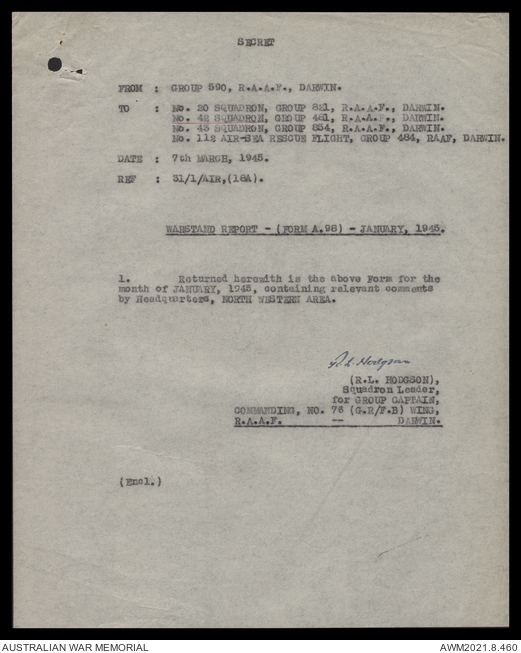 SECRET
FROM : GROUP 590, R.A.A.F., DARWIN.
TO : No. 20 SQUADRON, GROUP 821, R.A.A.F., DARWIN.
No. 42 SQUADRON, GROUP 461, R.A.A.F., DARWIN.
No. 43 SQUADRON, GROUP 854, R.A.A.F., DARWIN.
No. 112 AIR-SEA RESCUE FLIGHT, GROUP 484, RAAF, DARWIN.
DATE : 7th MARCH, 1945.
REF : 31/1/AIR,(18A).
WARSTAND REPORT - (FORM A.98) - JANUARY, 1945.
1. Returned herewith is the above Form for the
month of JANUARY, 1945, containing relevant comments
by Headquarters, NORTH WESTERN AREA.
R.L. Hodgson
(R.L. HODGSON),
Squadron Leader,
for GROUP CAPTAIN,
COMMANDING, NO. 76 (G.R/F.B) WING,
R.A.A.F. -- DARWIN.
(Encl.)
AUSTRALIAN WAR MEMORIAL AWM2021.8.460